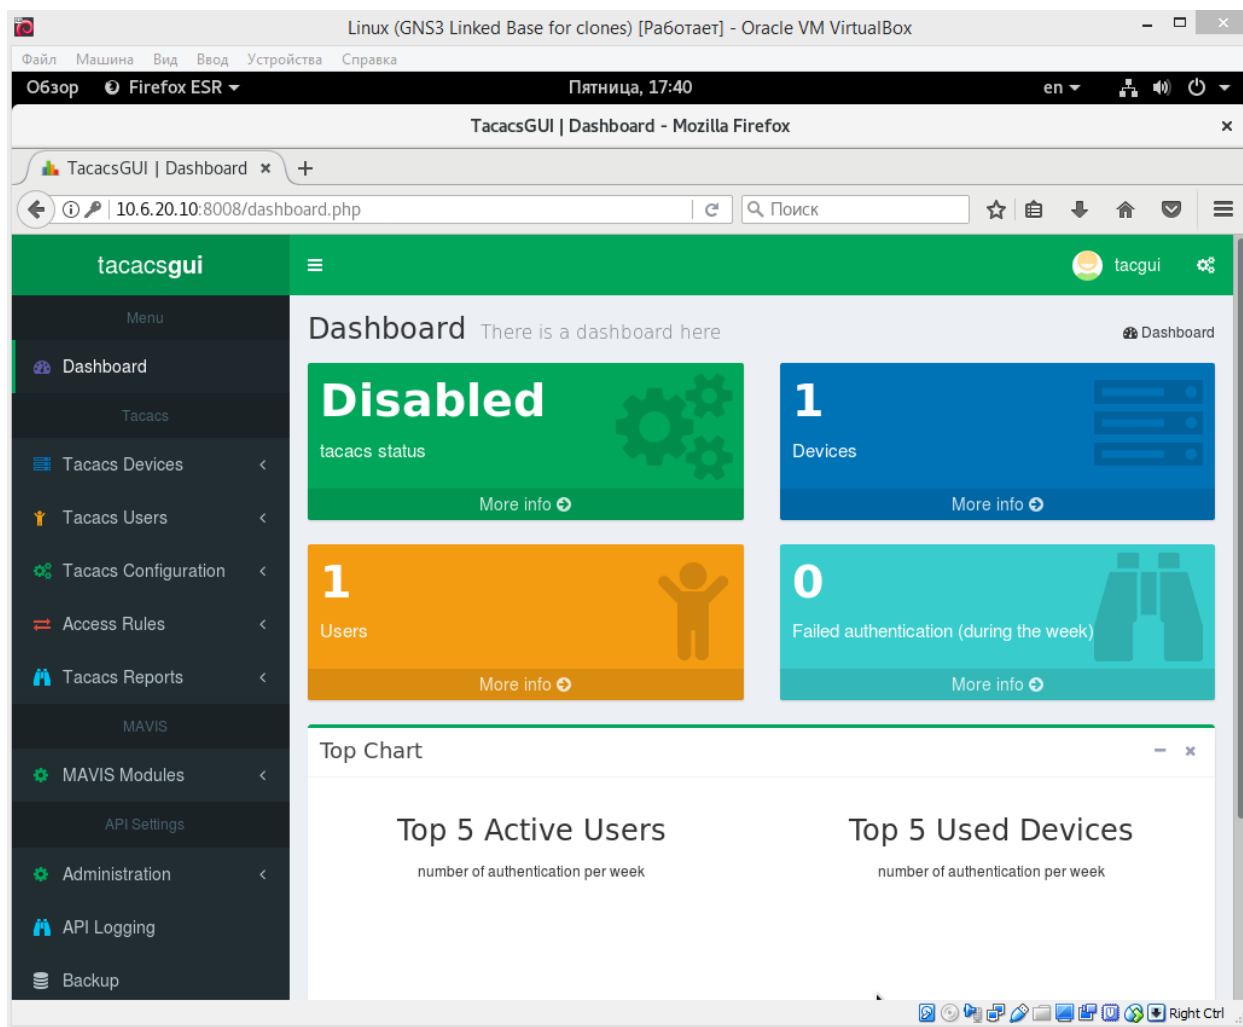 Linux (GNS3 Linked Base for clones) [Работает] - Oracle VM VirtualBox
Файл Машина Вид Ввод Устройства Справка
Обзор Firefox ESR Пятница, 17:40 en
TacacsGUI | Dashboard - Mozilla Firefox
TacacsGUI | Dashboard
10.6.20.10:8008/dashboard.php Поиск
tacacsgui tacgui
Menu
Dashboard There is a dashboard here Dashboard
Dashboard
Tacacs
Tacacs Devices
Tacacs Users
Tacacs Configuration
Access Rules
Tacacs Reports
MAVIS
MAVIS Modules
API Settings
Administration
API Logging
Backup
Disabled
tacacs status
More info
1
Devices
More info
1
Users
More info
0
Failed authentication (during the week)
More info
Top Chart
Top 5 Active Users
number of authentication per week
Top 5 Used Devices
number of authentication per week
Right Ctrl